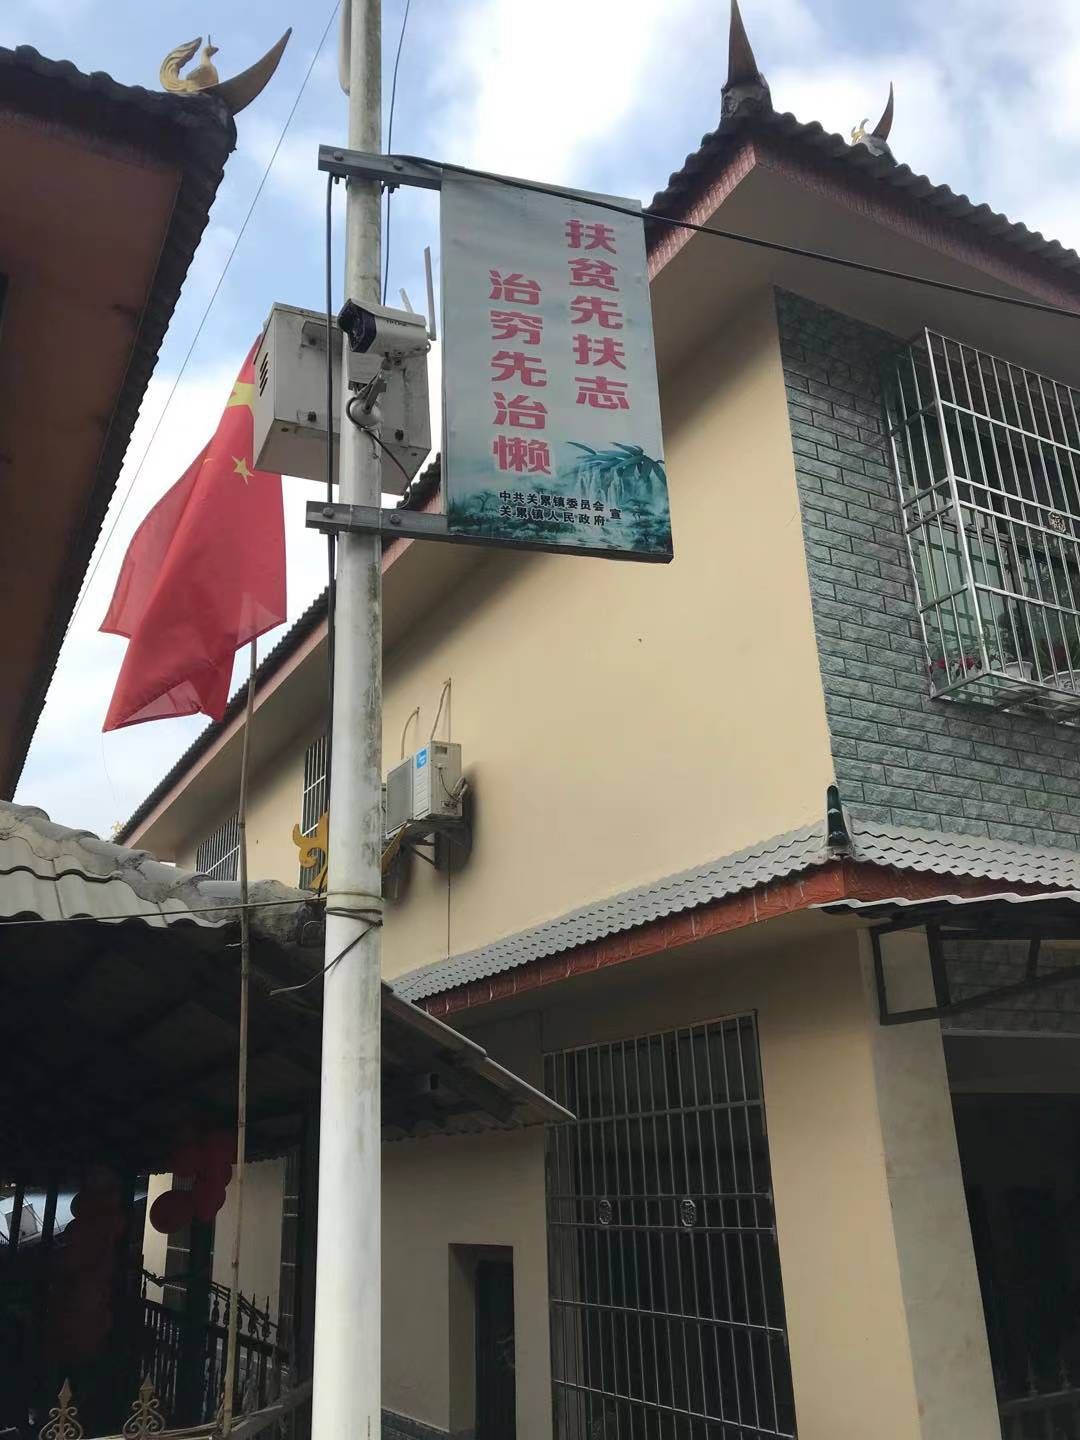 扶贫先扶志
治穷先治懒
中共关累镇委员会 宣
关累镇人民政府